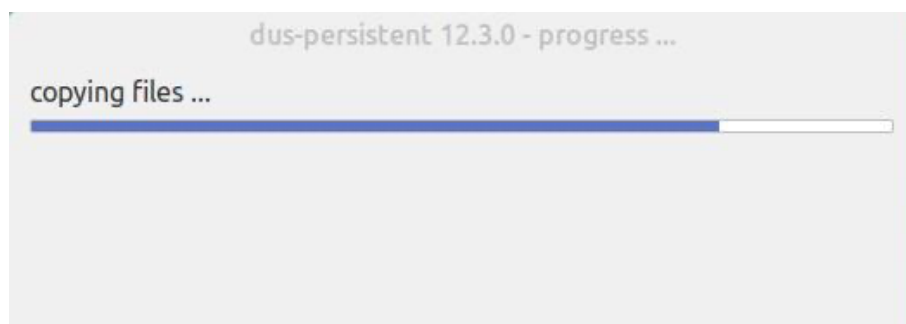 dus-persistent 12.3.0 - progress ...
copying files ...